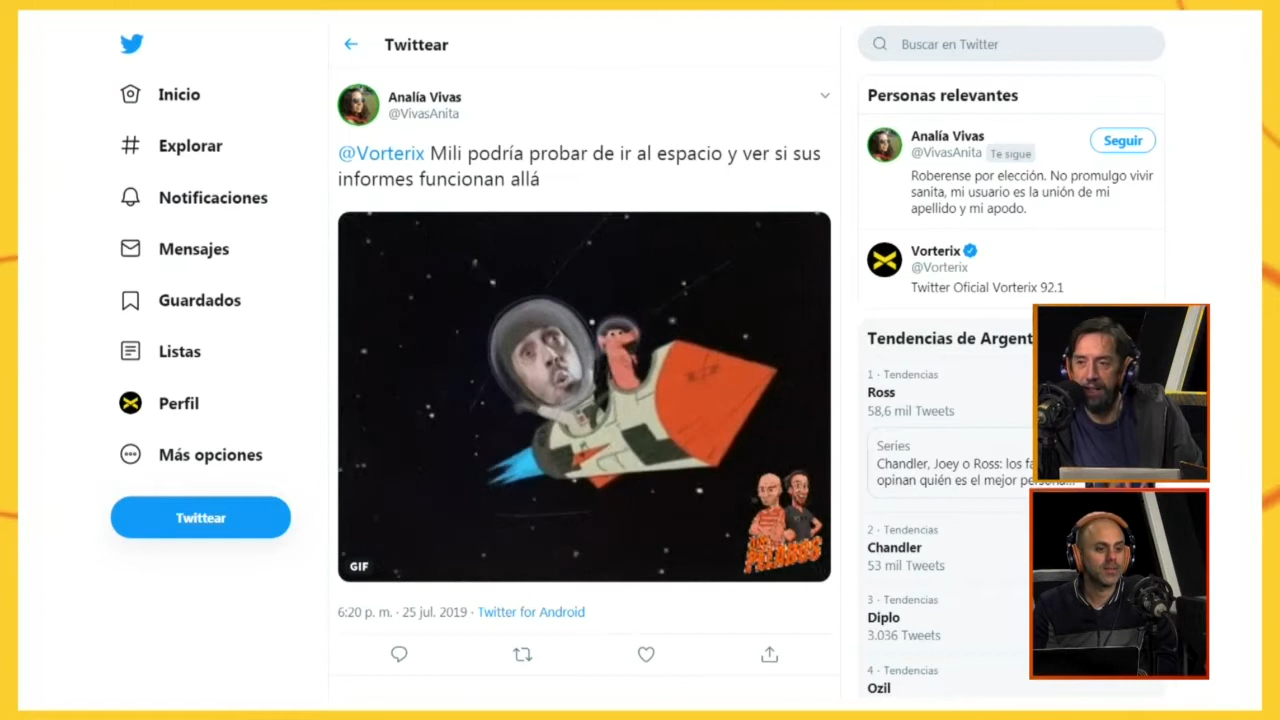 Inicio
Explorar
Notificaciones
Mensajes
Guardados
Listas
Perfil
Más opciones
Twittear
Twittear
Analía Vivas
@VivasAnita
@Vorterix Mili podría probar de ir al espacio y ver si sus
informes funcionan allá
GIF
6:20 p. m. · 25 jul. 2019 · Twitter for Android
Buscar en Twitter
Personas relevantes
Analía Vivas
@VivasAnita Te sigue
Seguir
Roberense por elección. No promulgo vivir
sanita, mi usuario es la unión de mi
apellido y mi apodo.
Vorterix
@Vorterix
Twitter Oficial Vorterix 92.1
Tendencias de Argent
1 · Tendencias
Ross
58,6 mil Tweets
Series
Chandler, Joey o Ross: los fa
opinan quién es el mejor
2 · Tendencias
Chandler
53 mil Tweets
3 · Tendencias
Diplo
3.036 Tweets
4 · Tendencias
Ozil